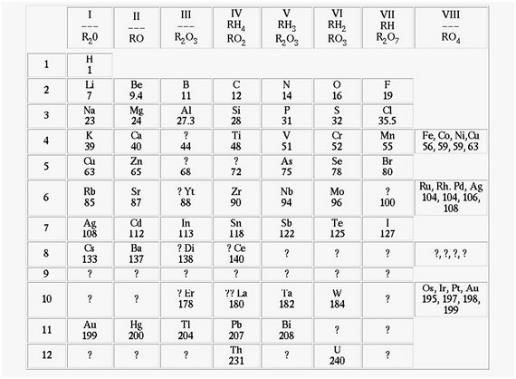 I II III IV V VI VII VIII
--- --- --- RH4 RH3 RH2 RH ---
R20 RO R2O3 RO2 R2O3 RO3 R2O7 RO4
1 H
1
2 Li Be B C N O F
7 9.4 11 12 14 16 19
3 Na Mg Al Si P S Cl
23 24 27.3 28 31 32 35.5
4 K Ca ? Ti V Cr Mn Fe, Co, Ni,Cu
39 40 44 48 51 52 55 56, 59, 59, 63
5 Cu Zn ? ? As Se Br
63 65 68 72 75 78 80
6 Rb Sr ? Yt Zr Nb Mo ? Ru, Rh. Pd, Ag
85 87 88 90 94 96 100 104, 104, 106,
108
7 Ag Cd In Sn Sb Te I
108 112 113 118 122 125 127
8 Cs Ba ? Di ? Ce ? ? ? ?, ?, ?, ?
133 137 138 140
9 ? ? ? ? ? ? ?
10 ? ? ? Er ?? La Ta W ? Os, Ir, Pt, Au
178 180 182 184 195, 197, 198,
199
11 Au Hg Tl Pb Bi ? ?
199 200 204 207 208
12 ? ? ? Th ? U ?
231 240